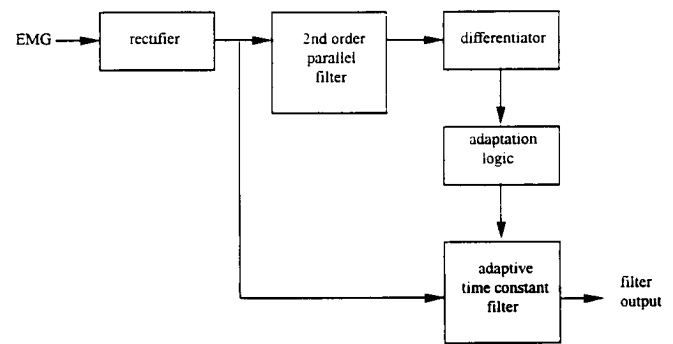 EMG
rectifier
2nd order
parallel
filter
differentiator
adaptation
logic
adaptive
time constant
filter
filter
output